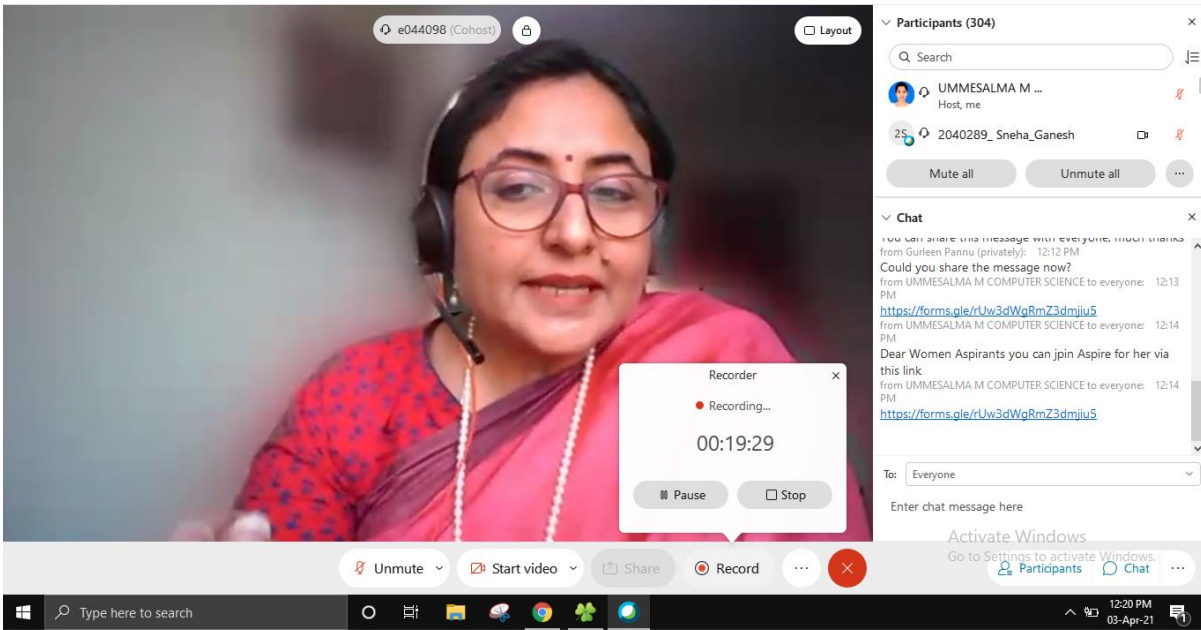 e044098 (Cohost)
Layout
Participants (304)
Search
UMMESALMA M ...
Host, me
2S
2040289_ Sneha_Ganesh
Mute all
Unmute all
Chat
You can share this message with everyone, much thanks
from Gurleen Pannu (privately): 12:12 PM
Could you share the message now?
from UMMESALMA M COMPUTER SCIENCE to everyone: 12:13
PM
https://forms.gle/rUw3dWgRmZ3dmjiu5
from UMMESALMA M COMPUTER SCIENCE to everyone: 12:14
PM
Dear Women Aspirants you can jpin Aspire for her via
this link
from UMMESALMA M COMPUTER SCIENCE to everyone: 12:14
PM
https://forms.gle/rUw3dWgRmZ3dmjiu5
Recorder
Recording...
00:19:29
Pause
Stop
To: Everyone
Enter chat message here
Activate Windows
Go to Settings to activate Windows.
Unmute
Start video
Share
Record
Participants
Chat
Type here to search
12:20 PM
03-Apr-21
1